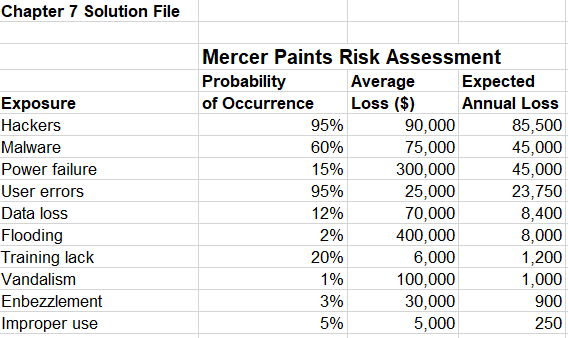 Chapter 7 Solution File
Mercer Paints Risk Assessment
Probability Average Expected
Exposure of Occurrence Loss ($) Annual Loss
Hackers 95% 90,000 85,500
Malware 60% 75,000 45,000
Power failure 15% 300,000 45,000
User errors 95% 25,000 23,750
Data loss 12% 70,000 8,400
Flooding 2% 400,000 8,000
Training lack 20% 6,000 1,200
Vandalism 1% 100,000 1,000
Enbezzlement 3% 30,000 900
Improper use 5% 5,000 250